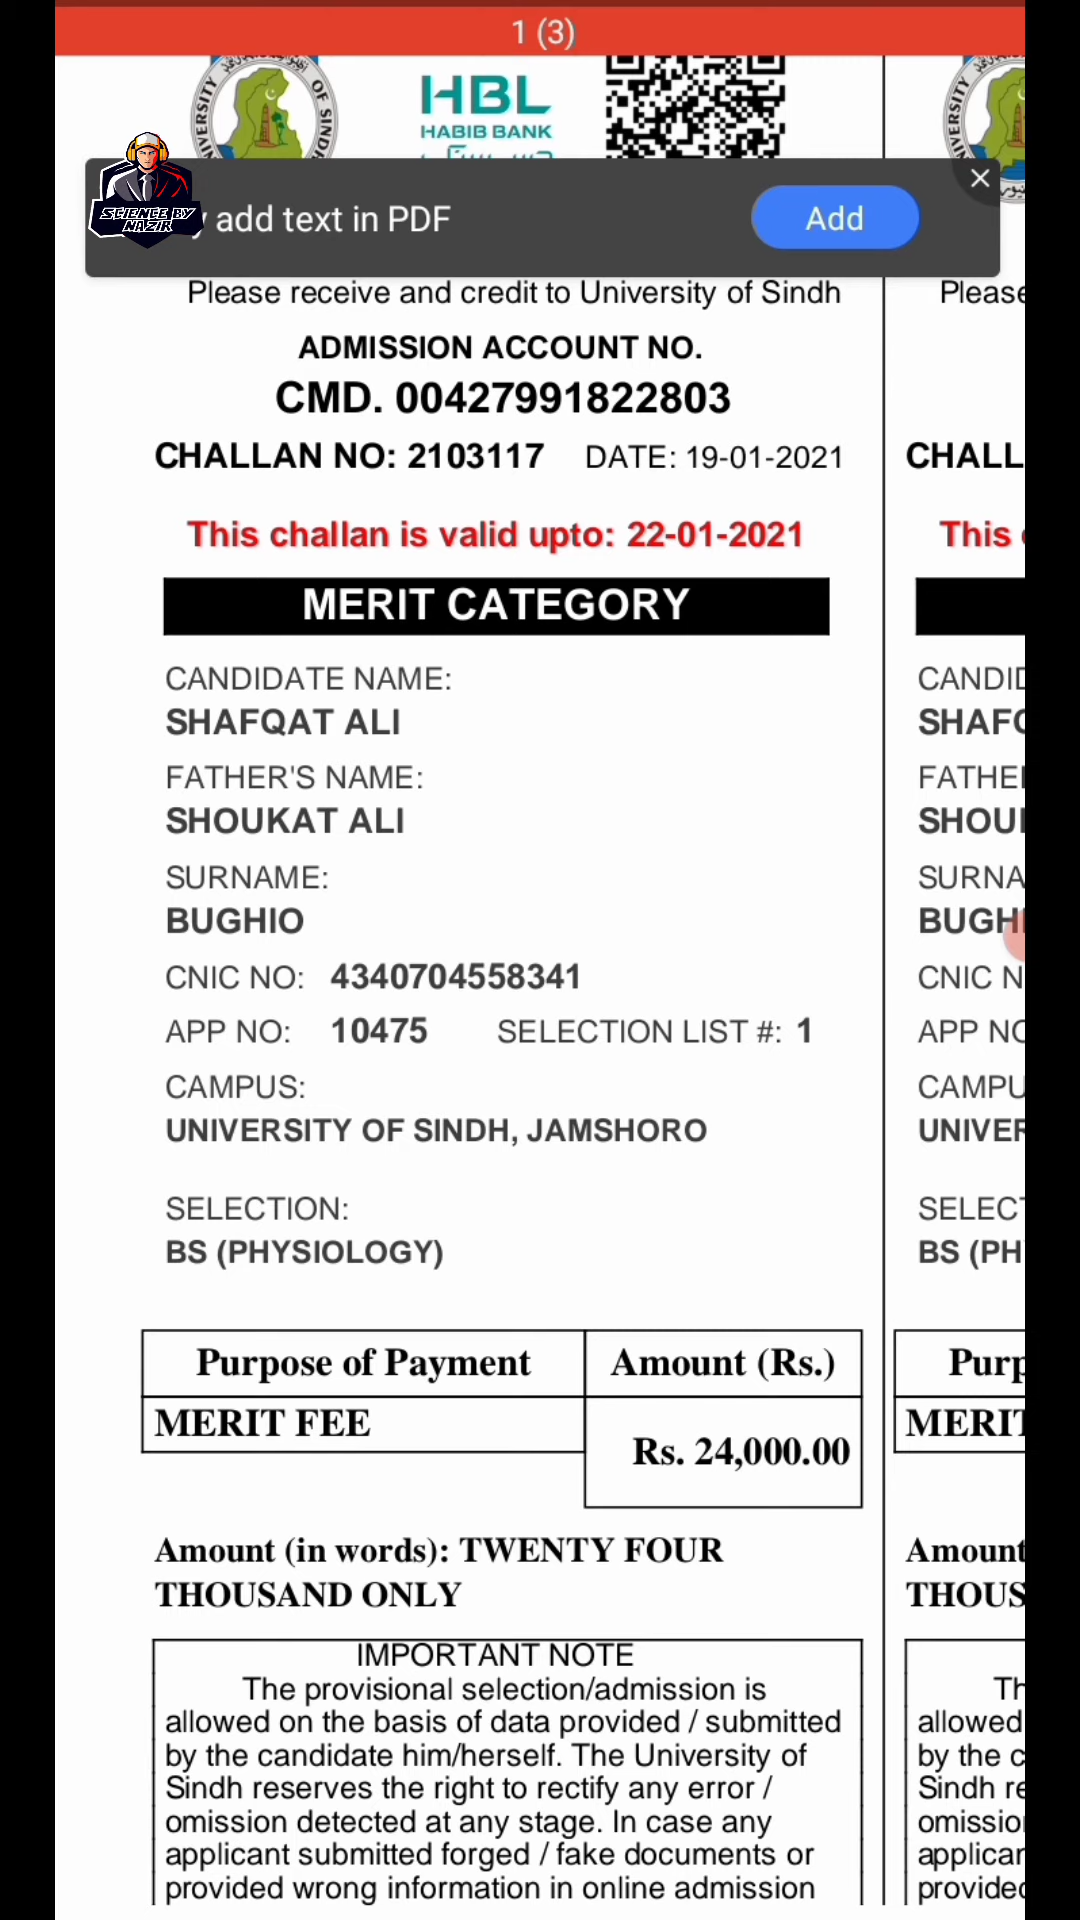 1 (3)
UNIVERSITY OF SINDH
HBL
HABIB BANK
SCIENCE BY
NAZIR
add text in PDF
Add
Please receive and credit to University of Sindh
Please
ADMISSION ACCOUNT NO.
CMD. 00427991822803
CHALLAN NO: 2103117 DATE: 19-01-2021
CHALL
This challan is valid upto: 22-01-2021
This
MERIT CATEGORY
CANDIDATE NAME:
CANDID
SHAFQAT ALI
SHAFQ
FATHER'S NAME:
FATHE
SHOUKAT ALI
SHOU
SURNAME:
SURNA
BUGHIO
BUGHI
CNIC NO: 4340704558341
CNIC N
APP NO: 10475 SELECTION LIST #: 1
APP NO
CAMPUS:
CAMPU
UNIVERSITY OF SINDH, JAMSHORO
UNIVER
SELECTION:
SELECT
BS (PHYSIOLOGY)
BS (PH
Purpose of Payment Amount (Rs.)
Purp
MERIT FEE
MERIT
Rs. 24,000.00
Amount (in words): TWENTY FOUR
Amount
THOUSAND ONLY
THOUS
IMPORTANT NOTE
The provisional selection/admission is
Th
allowed on the basis of data provided / submitted
allowed
by the candidate him/herself. The University of
by the c
Sindh reserves the right to rectify any error /
Sindh re
omission detected at any stage. In case any
omissio
applicant submitted forged / fake documents or
applican
provided wrong information in online admission
provided